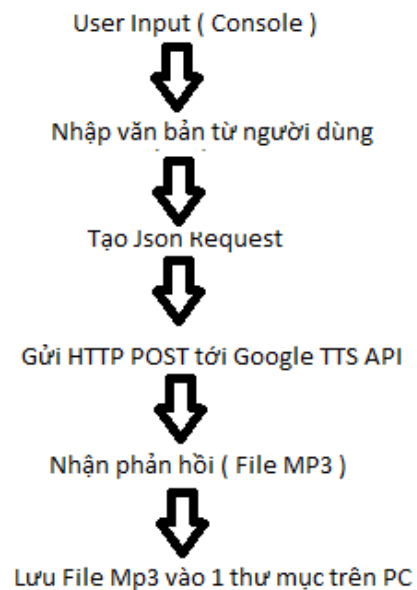 User Input ( Console )
Nhập văn bản từ người dùng
Tạo Json Request
Gửi HTTP POST tới Google TTS API
Nhận phản hồi ( File MP3 )
Lưu File Mp3 vào 1 thư mục trên PC